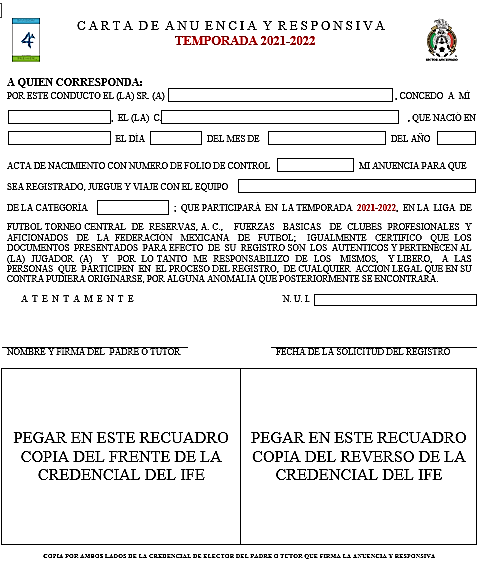 CARTA DE ANUENCIA Y RESPONSIVA
TEMPORADA 2021-2022
4ª
SECTOR AFICIONADO
A QUIEN CORRESPONDA:
POR ESTE CONDUCTO EL (LA) SR. (A) , CONCEDO A MI
, EL (LA) C. , QUE NACIO EN
EL DÍA DEL MES DE DEL AÑO
ACTA DE NACIMIENTO CON NUMERO DE FOLIO DE CONTROL MI ANUENCIA PARA QUE
SEA REGISTRADO, JUEGUE Y VIAJE CON EL EQUIPO
DE LA CATEGORIA ; QUE PARTICIPARÁ EN LA TEMPORADA 2021-2022, EN LA LIGA DE
FUTBOL TORNEO CENTRAL DE RESERVAS, A. C., FUERZAS BASICAS DE CLUBES PROFESIONALES Y
AFICIONADOS DE LA FEDERACION MEXICANA DE FUTBOL; IGUALMENTE CERTIFICO QUE LOS
DOCUMENTOS PRESENTADOS PARA EFECTO DE SU REGISTRO SON LOS AUTENTICOS Y PERTENECEN AL
(LA) JUGADOR (A) Y POR LO TANTO ME RESPONSABILIZO DE LOS MISMOS, Y LIBERO, A LAS
PERSONAS QUE PARTICIPEN EN EL PROCESO DEL REGISTRO, DE CUALQUIER ACCION LEGAL QUE EN SU
CONTRA PUDIERA ORIGINARSE, POR ALGUNA ANOMALIA QUE POSTERIORMENTE SE ENCONTRARA.
A T E N T A M E N T E N. U. I.
NOMBRE Y FIRMA DEL PADRE O TUTOR FECHA DE LA SOLICITUD DEL REGISTRO
PEGAR EN ESTE RECUADRO
COPIA DEL FRENTE DE LA
CREDENCIAL DEL IFE
PEGAR EN ESTE RECUADRO
COPIA DEL REVERSO DE LA
CREDENCIAL DEL IFE
COPIA POR AMBOS LADOS DE LA CREDENCIAL DE ELECTOR DEL PADRE O TUTOR QUE FIRMA LA ANUENCIA Y RESPONSIVA